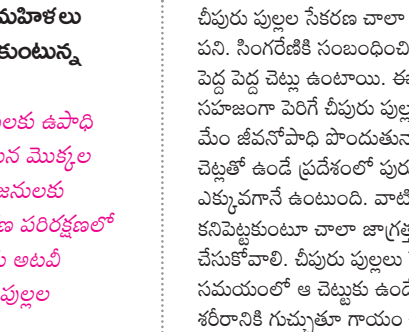 మహిళలు
కుంటున్న
లకు ఉపాధి
న మొక్కల
జనులకు
ణ పరిరక్షణలో
అటవీ
పుల్లల
చీపురు పుల్లల సేకరణ చాలా
పని. సింగరేణికి సంబంధించి
పెద్ద పెద్ద చెట్లు ఉంటాయి. ఈ
సహజంగా పెరిగే చీపురు పుల్ల
మేం జీవనోపాధి పొందుతున
చెట్లతో ఉండే ప్రదేశంలో పురు
ఎక్కువగానే ఉంటుంది. వాటి
కనిపెట్టకుంటూ చాలా జాగ్రత్త
చేసుకోవాలి. చీపురు పుల్లలు
సమయంలో ఆ చెట్టుకు ఉండే
శరీరానికి గుచ్చుతూ గాయం